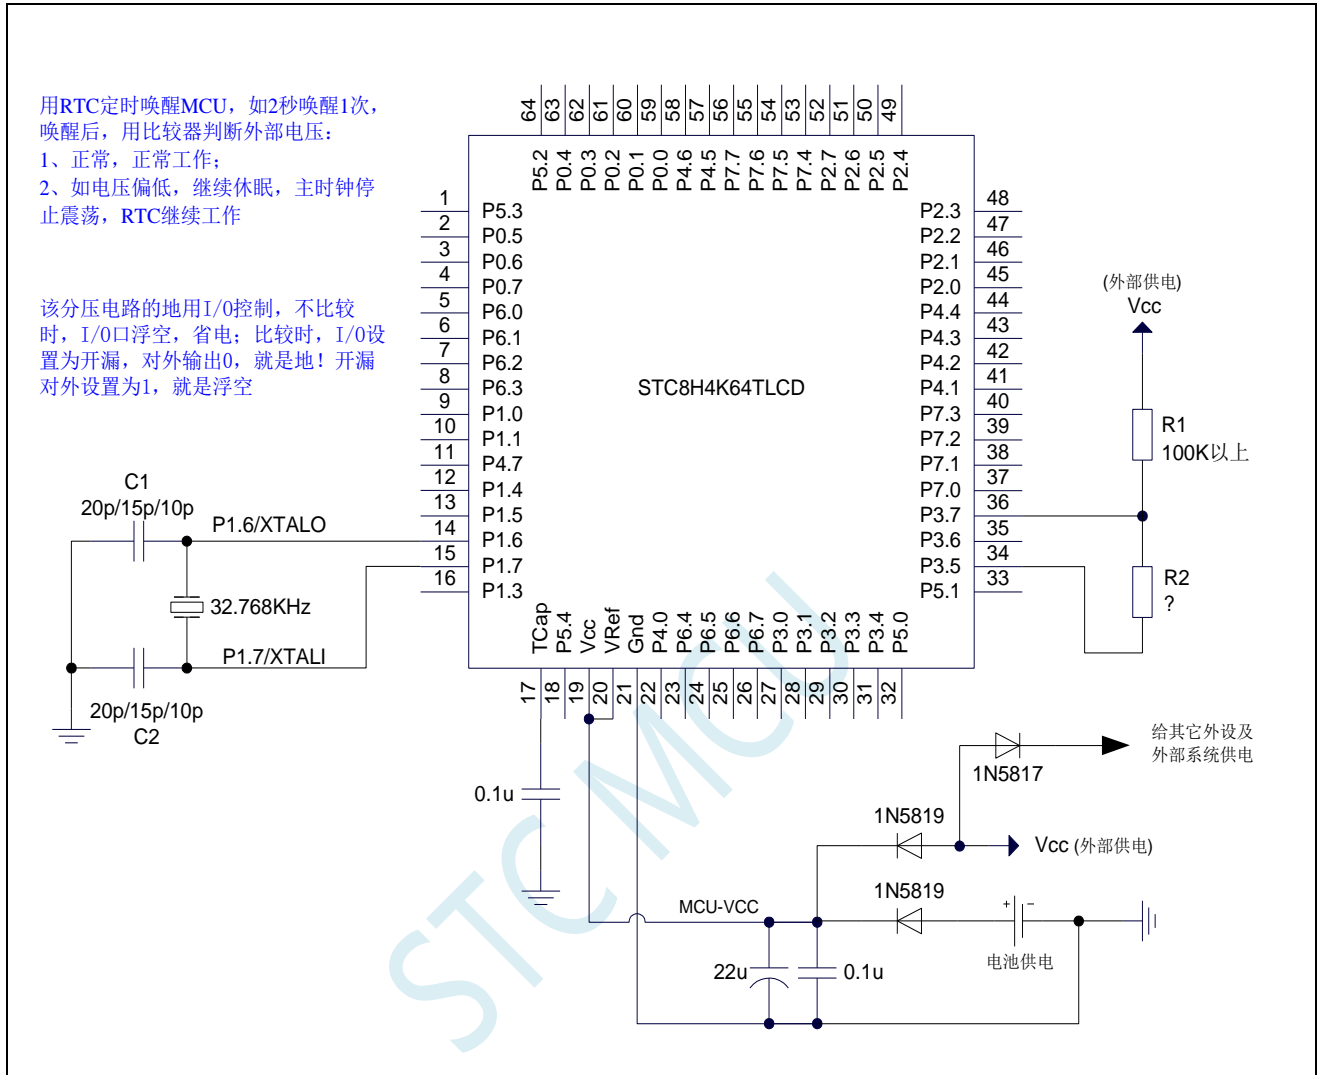 用RTC定时唤醒MCU，如2秒唤醒1次，
唤醒后，用比较器判断外部电压：
1、正常，正常工作；
2、如电压偏低，继续休眠，主时钟停
止震荡，RTC继续工作
该分压电路的地用I/O控制，不比较
时，I/O口浮空，省电；比较时，I/O设
置为开漏，对外输出0，就是地！开漏
对外设置为1，就是浮空
64 63 62 61 60 59 58 57 56 55 54 53 52 51 50 49
P5.2 P0.4 P0.3 P0.2 P0.1 P0.0 P4.6 P4.5 P7.7 P7.6 P7.5 P7.4 P2.7 P2.6 P2.5 P2.4
1 P5.3
2 P0.5
3 P0.6
4 P0.7
5 P6.0
6 P6.1
7 P6.2
8 P6.3
9 P1.0
10 P1.1
11 P4.7
12 P1.4
13 P1.5
14 P1.6
15 P1.7
16 P1.3
STC8H4K64TLCD
P2.3 48
P2.2 47
P2.1 46
P2.0 45
P4.4 44
P4.3 43
P4.2 42
P4.1 41
P7.3 40
P7.2 39
P7.1 38
P7.0 37
P3.7 36
P3.6 35
P3.5 34
P5.1 33
TCap P5.4 Vcc VRef Gnd P4.0 P6.4 P6.5 P6.6 P6.7 P3.0 P3.1 P3.2 P3.3 P3.4 P5.0
17 18 19 20 21 22 23 24 25 26 27 28 29 30 31 32
C1
20p/15p/10p
P1.6/XTALO
32.768KHz
P1.7/XTALI
20p/15p/10p
C2
(外部供电)
Vcc
R1
100K以上
R2
?
给其它外设及
外部系统供电
1N5817
0.1u
1N5819
Vcc (外部供电)
1N5819
MCU-VCC
+ −
电池供电
22u
0.1u
STC MCU